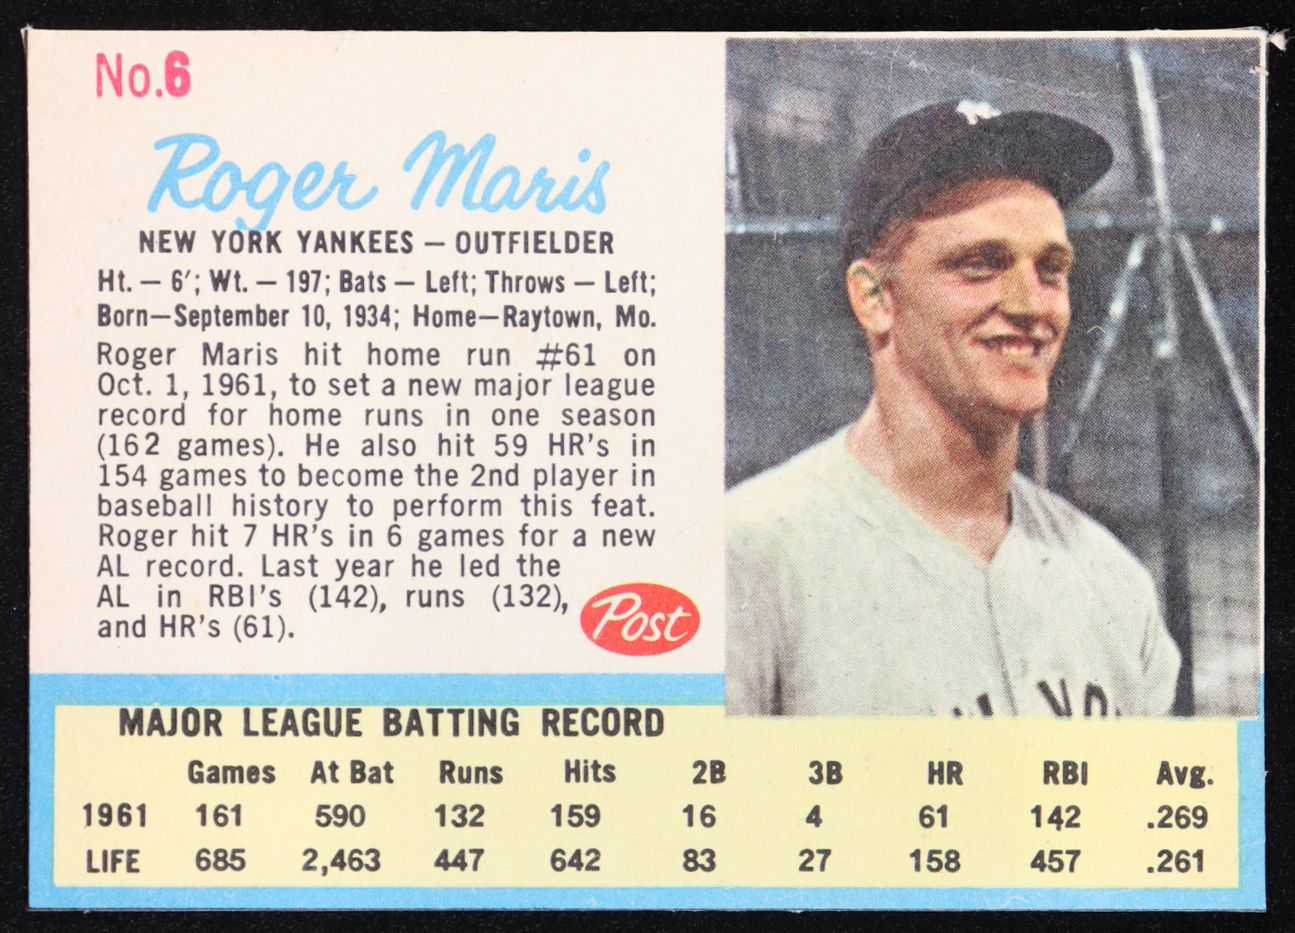 No.6
Roger Maris
NEW YORK YANKEES — OUTFIELDER
Ht. — 6′; Wt. — 197; Bats — Left; Throws — Left;
Born—September 10, 1934; Home—Raytown, Mo.
Roger Maris hit home run #61 on
Oct. 1, 1961, to set a new major league
record for home runs in one season
(162 games). He also hit 59 HR's in
154 games to become the 2nd player in
baseball history to perform this feat.
Roger hit 7 HR's in 6 games for a new
AL record. Last year he led the
AL in RBI's (142), runs (132),
and HR's (61).
Post
MAJOR LEAGUE BATTING RECORD
Games At Bat Runs Hits 2B 3B HR RBI Avg.
1961 161 590 132 159 16 4 61 142 .269
LIFE 685 2,463 447 642 83 27 158 457 .261